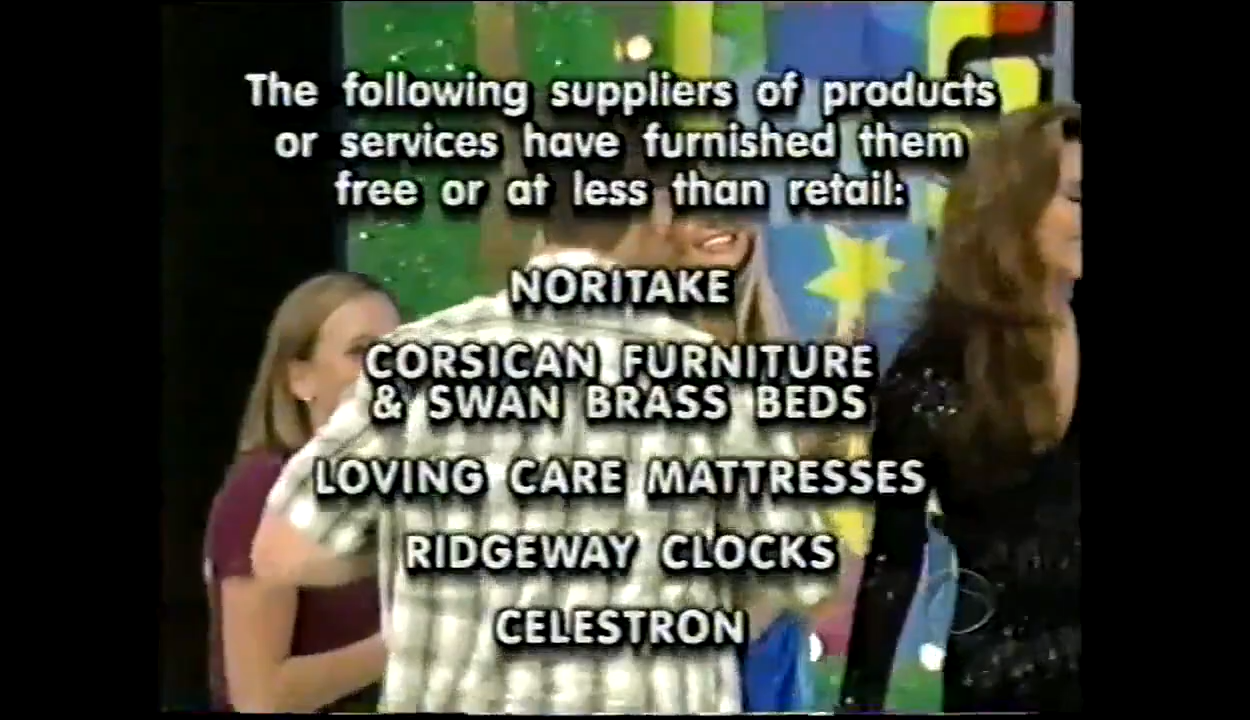 The following suppliers of products
or services have furnished them
free or at less than retail:
NORITAKE
CORSICAN FURNITURE
& SWAN BRASS BEDS
LOVING CARE MATTRESSES
RIDGEWAY CLOCKS
CELESTRON